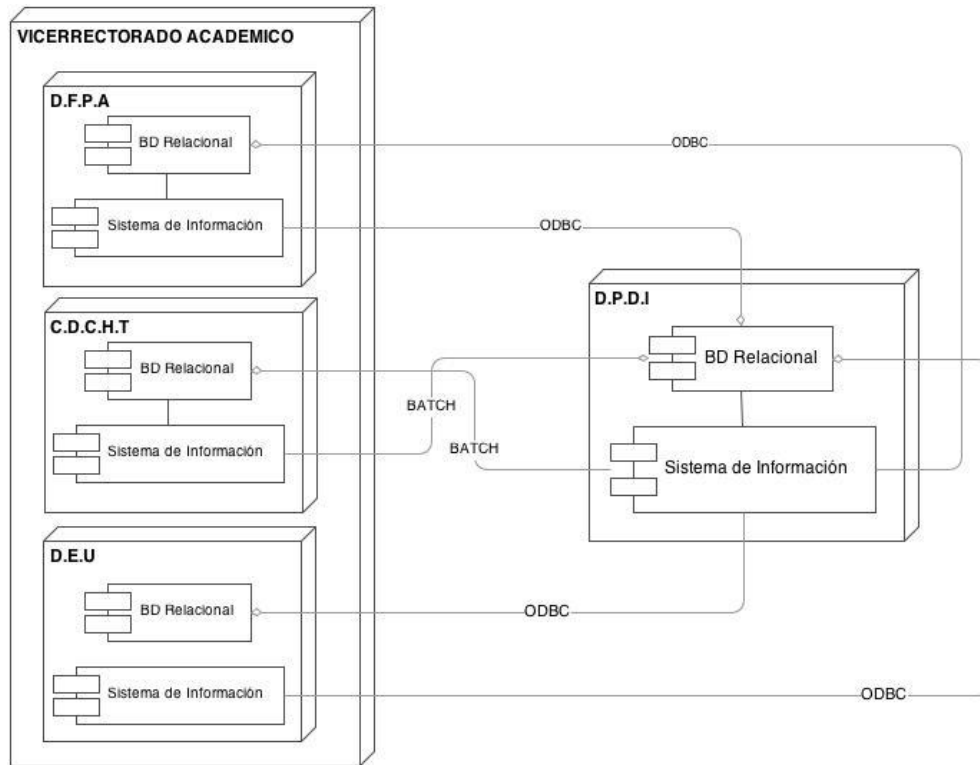 VICERRECTORADO ACADEMICO
D.F.P.A
BD Relacional
Sistema de Información
ODBC
ODBC
C.D.C.H.T
BD Relacional
Sistema de Información
BATCH
BATCH
D.P.D.I
BD Relacional
Sistema de Información
D.E.U
BD Relacional
Sistema de Información
ODBC
ODBC